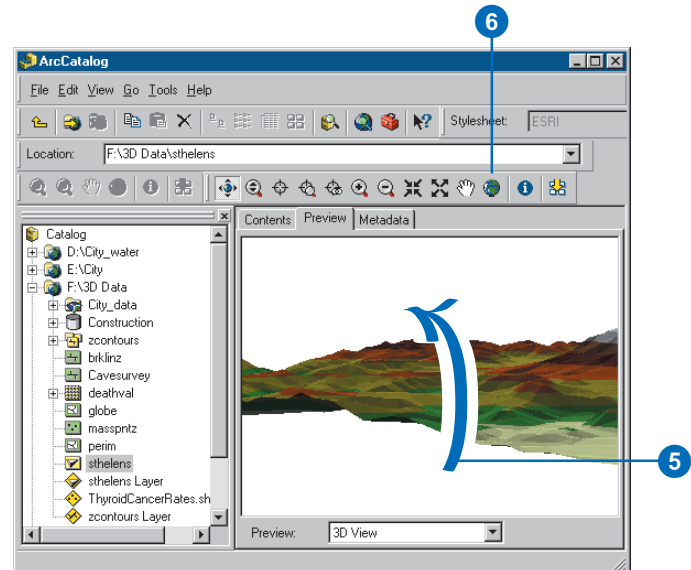 6
ArcCatalog
File Edit View Go Tools Help
Stylesheet: ESRI
Location: F:\3D Data\sthelens
Contents Preview Metadata
Catalog
D:\City_water
E:\City
F:\3D Data
City_data
Construction
zcontours
brklinz
Cavesurvey
deathval
globe
masspntz
perim
sthelens
sthelens Layer
ThyroidCancerRates.sh
zcontours Layer
5
Preview: 3D View